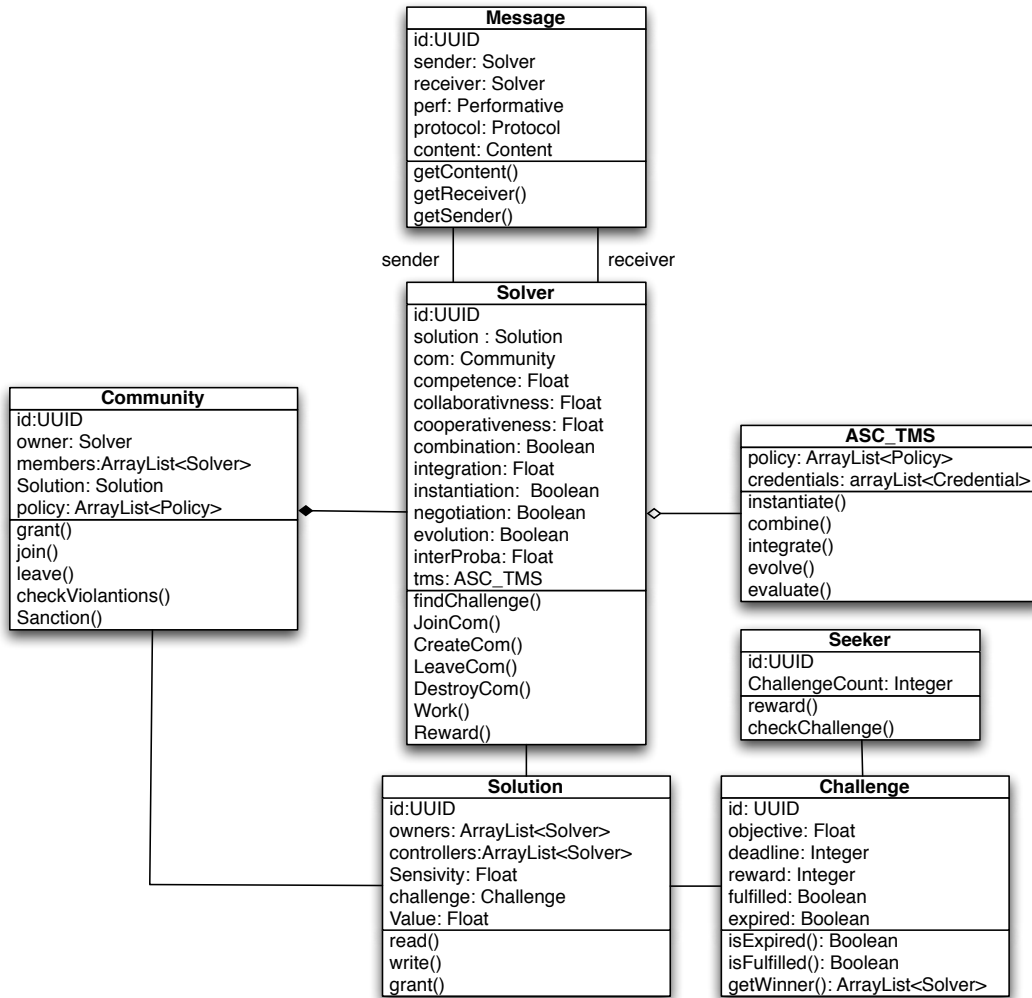 Message
id:UUID
sender: Solver
receiver: Solver
perf: Performative
protocol: Protocol
content: Content
getContent()
getReceiver()
getSender()
sender
receiver
Solver
id:UUID
solution : Solution
com: Community
competence: Float
collaborativness: Float
cooperativeness: Float
combination: Boolean
integration: Float
instantiation: Boolean
negotiation: Boolean
evolution: Boolean
interProba: Float
tms: ASC_TMS
findChallenge()
JoinCom()
CreateCom()
LeaveCom()
DestroyCom()
Work()
Reward()
Community
id:UUID
owner: Solver
members:ArrayList<Solver>
Solution: Solution
policy: ArrayList<Policy>
grant()
join()
leave()
checkViolantions()
Sanction()
ASC_TMS
policy: ArrayList<Policy>
credentials: arrayList<Credential>
instantiate()
combine()
integrate()
evolve()
evaluate()
Seeker
id:UUID
ChallengeCount: Integer
reward()
checkChallenge()
Solution
id:UUID
owners: ArrayList<Solver>
controllers:ArrayList<Solver>
Sensivity: Float
challenge: Challenge
Value: Float
read()
write()
grant()
Challenge
id: UUID
objective: Float
deadline: Integer
reward: Integer
fulfilled: Boolean
expired: Boolean
isExpired(): Boolean
isFulfilled(): Boolean
getWinner(): ArrayList<Solver>